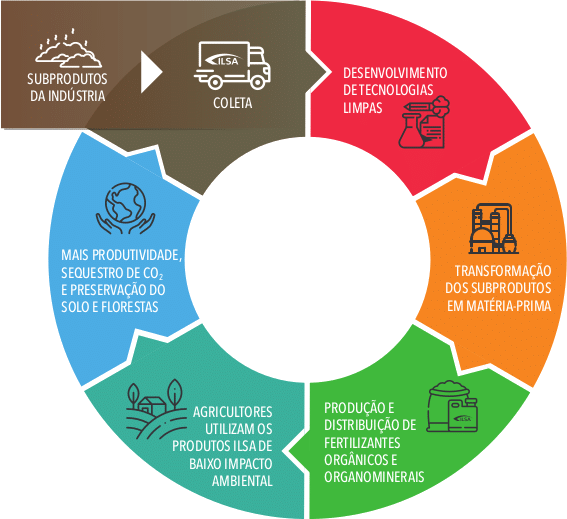 SUBPRODUTOS
DA INDÚSTRIA
ILSA
COLETA
DESENVOLVIMENTO
DE TECNOLOGIAS
LIMPAS
TRANSFORMAÇÃO
DOS SUBPRODUTOS
EM MATÉRIA-PRIMA
PRODUÇÃO E
DISTRIBUIÇÃO DE
FERTILIZANTES
ORGÂNICOS E
ORGANOMINERAIS
ILSA
AGRICULTORES
UTILIZAM OS
PRODUTOS ILSA DE
BAIXO IMPACTO
AMBIENTAL
MAIS PRODUTIVIDADE,
SEQUESTRO DE CO₂
E PRESERVAÇÃO DO
SOLO E FLORESTAS